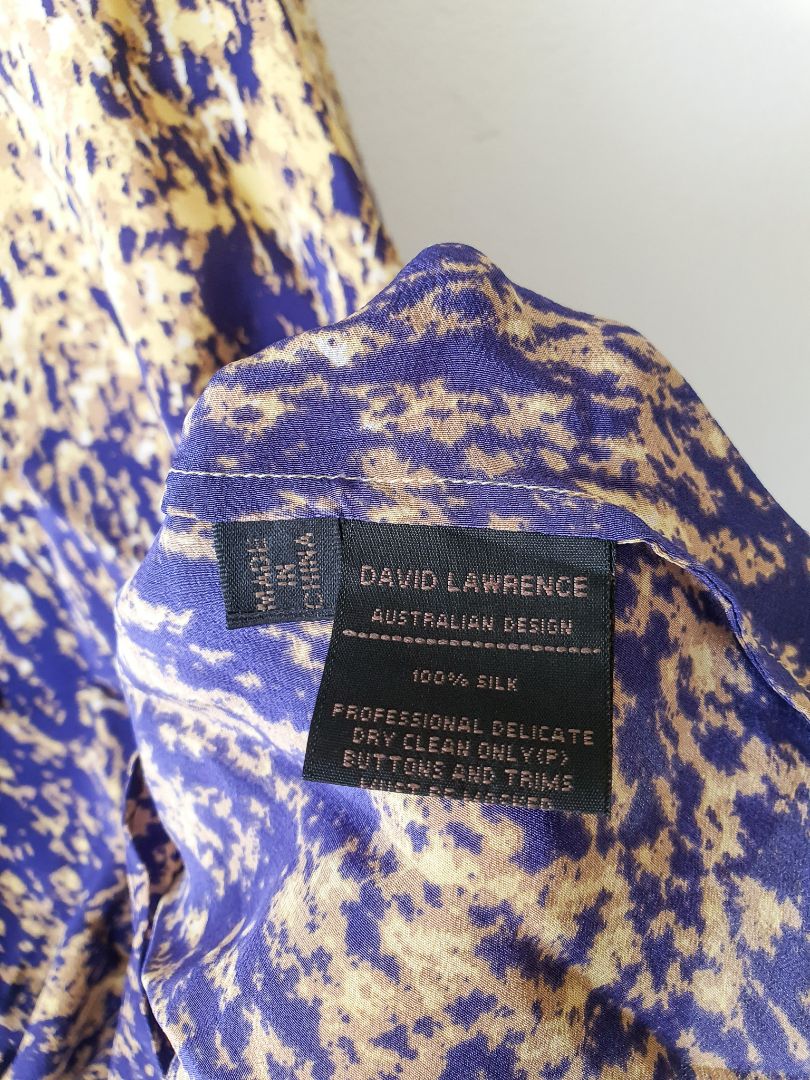 MADE
IN
CHINA
DAVID LAWRENCE
AUSTRALIAN DESIGN
100% SILK
PROFESSIONAL DELICATE
DRY CLEAN ONLY(P)
BUTTONS AND TRIMS